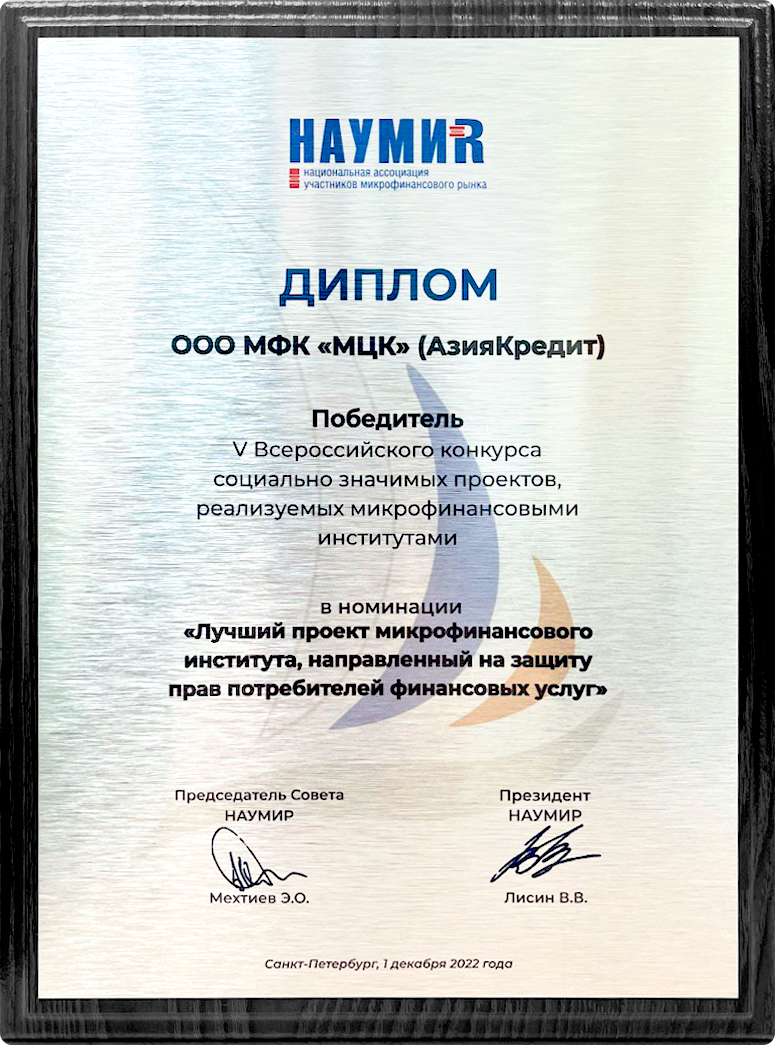 НАУМИR
национальная ассоциация
участников микрофинансового рынка
ДИПЛОМ
ООО МФК «МЦК» (АзияКредит)
Победитель
V Всероссийского конкурса
социально значимых проектов,
реализуемых микрофинансовыми
институтами
в номинации
«Лучший проект микрофинансового
института, направленный на защиту
прав потребителей финансовых услуг»
Председатель Совета
НАУМИР
Мехтиев Э.О.
Президент
НАУМИР
Лисин В.В.
Санкт-Петербург, 1 декабря 2022 года